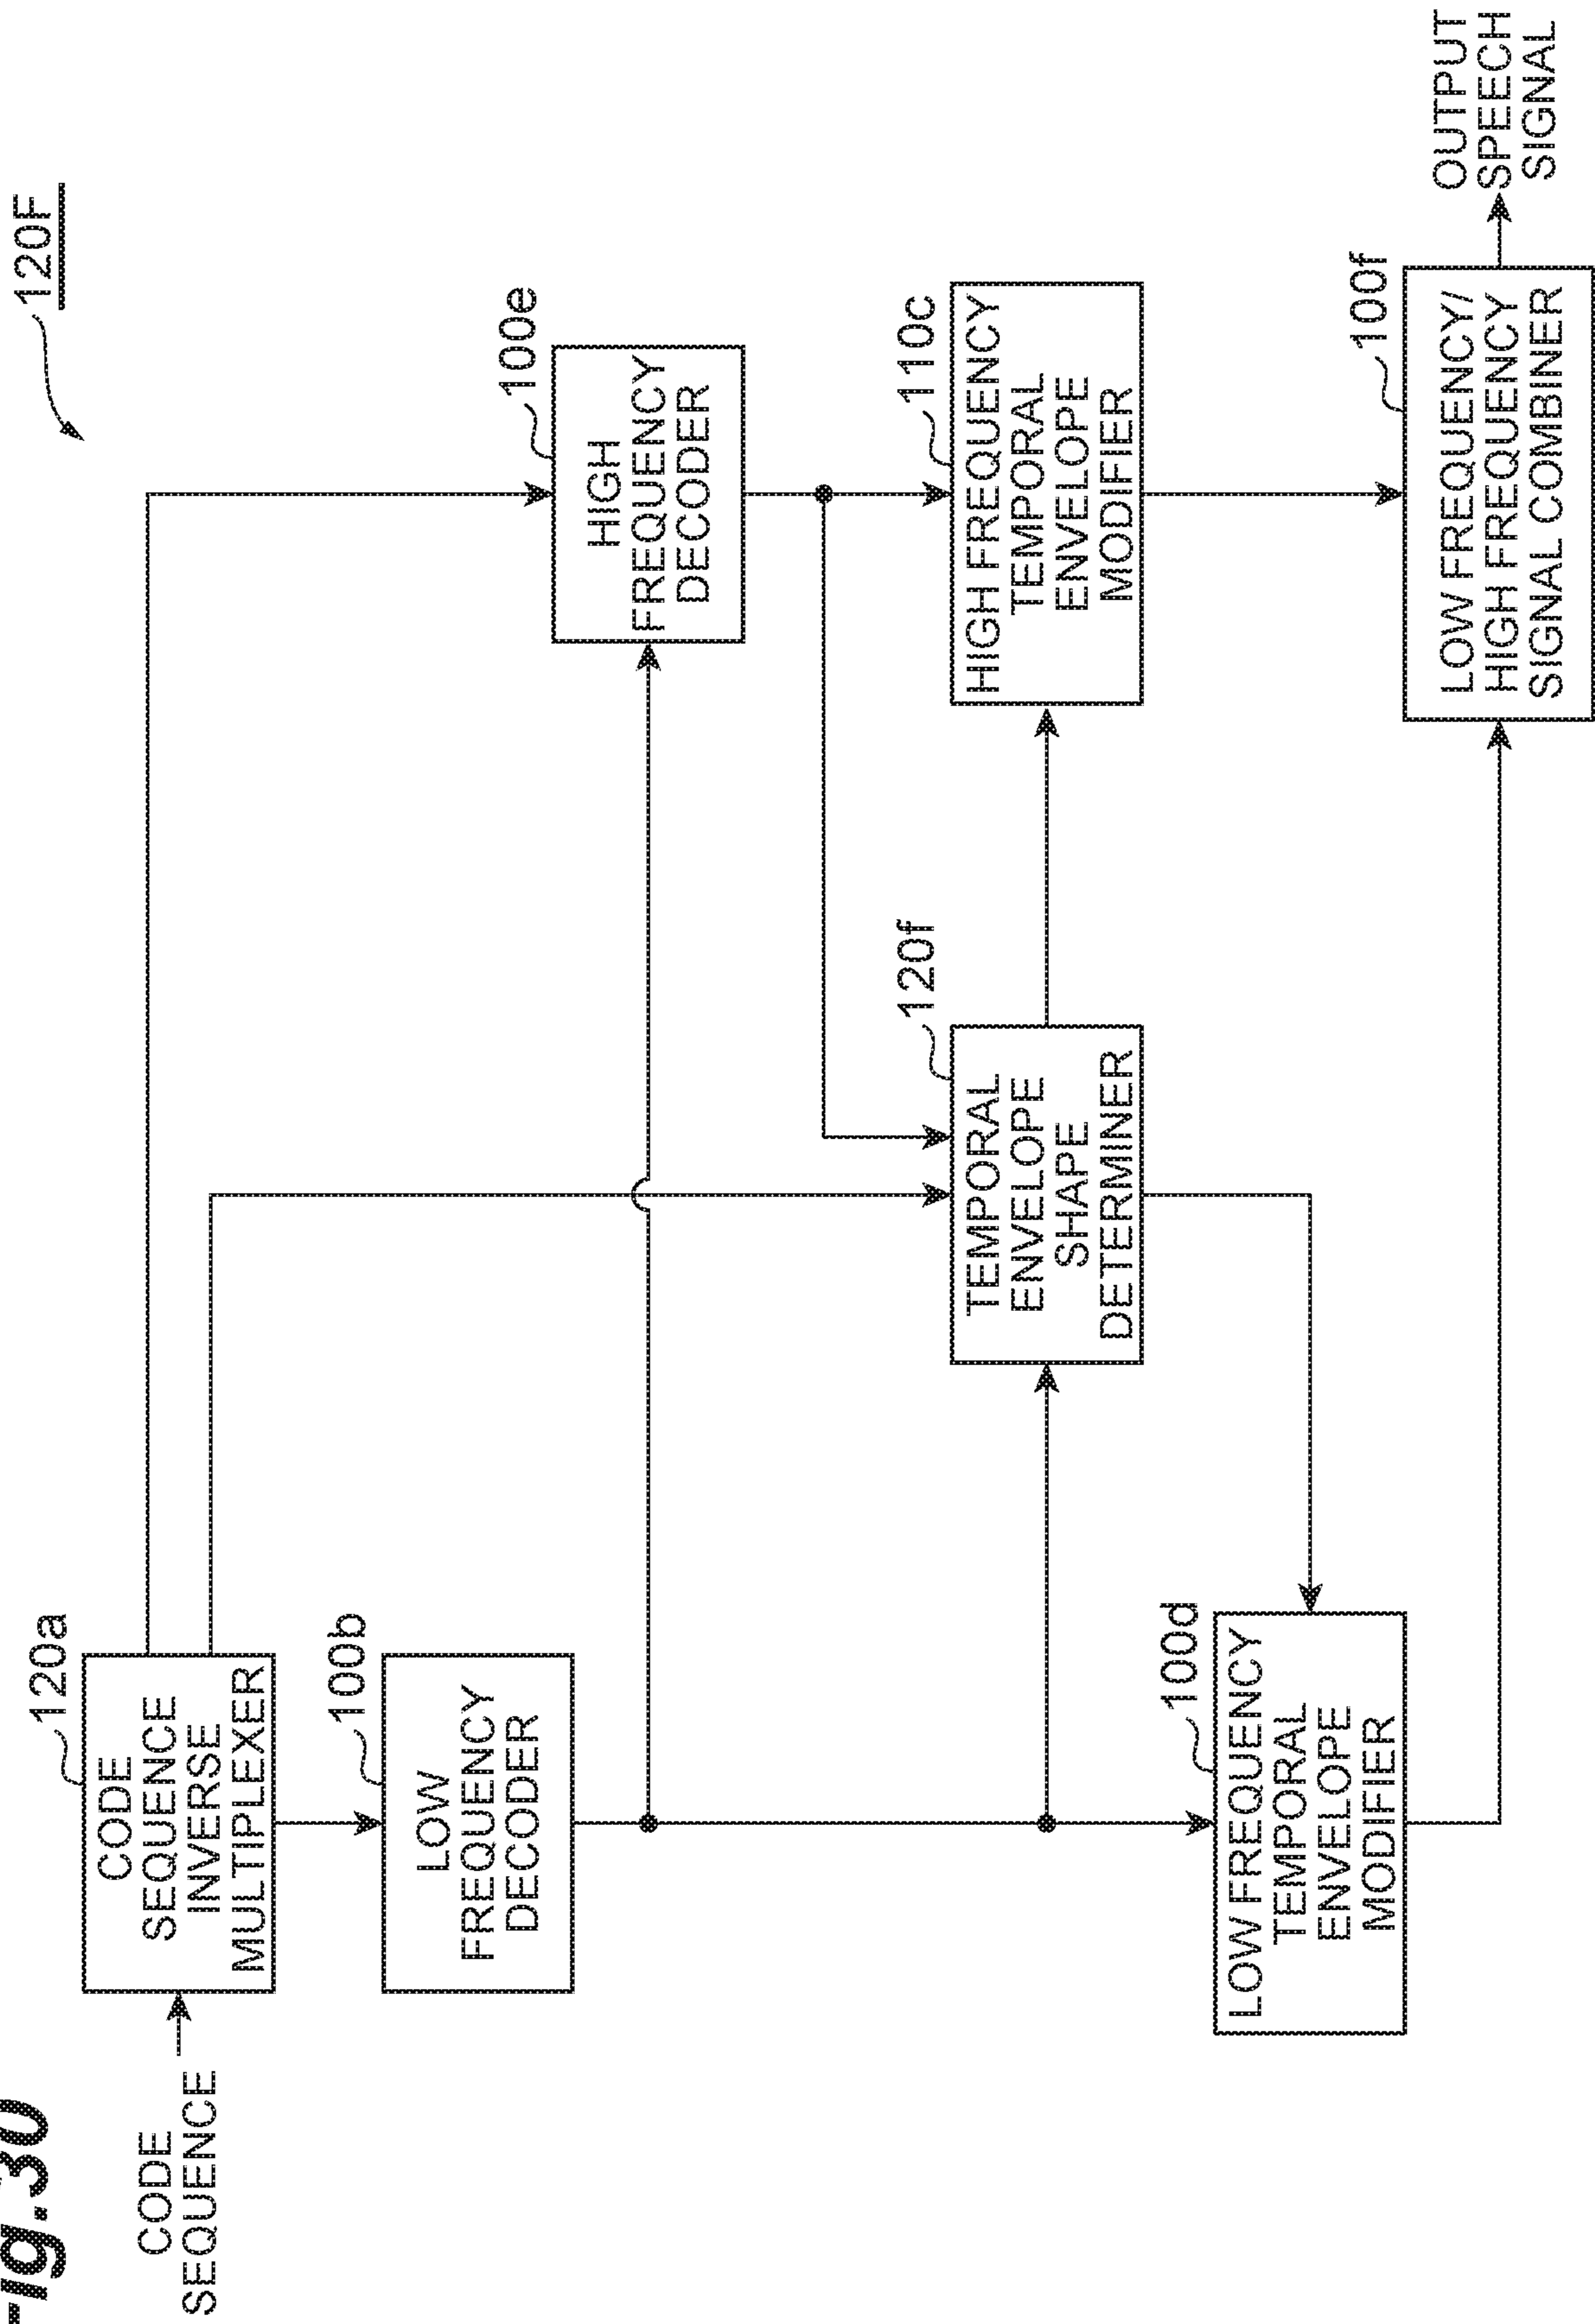 Fig.30
120F
CODE
SEQUENCE
120a
CODE
SEQUENCE
INVERSE
MULTIPLEXER
100b
LOW
FREQUENCY
DECODER
100e
HIGH
FREQUENCY
DECODER
120f
TEMPORAL
ENVELOPE
SHAPE
DETERMINER
110c
HIGH FREQUENCY
TEMPORAL
ENVELOPE
MODIFIER
100d
LOW FREQUENCY
TEMPORAL
ENVELOPE
MODIFIER
100f
LOW FREQUENCY/
HIGH FREQUENCY
SIGNAL COMBINER
OUTPUT
SPEECH
SIGNAL